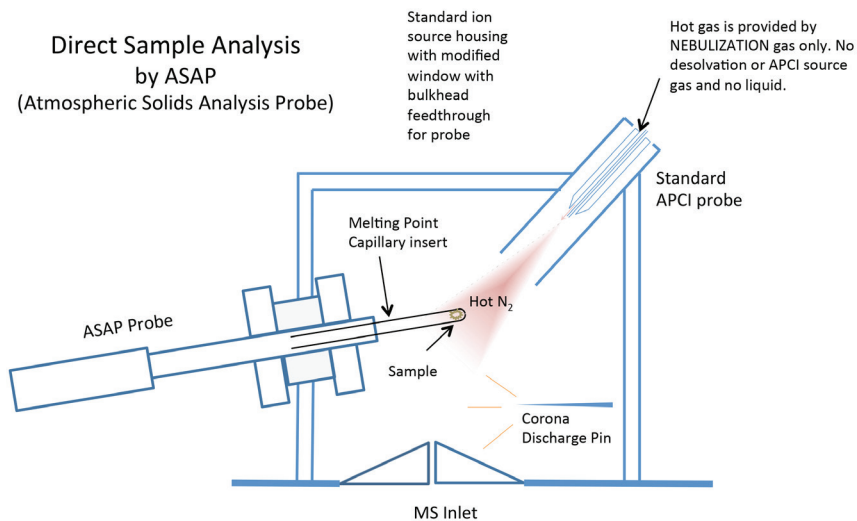 Direct Sample Analysis
by ASAP
(Atmospheric Solids Analysis Probe)
Standard ion
source housing
with modified
window with
bulkhead
feedthrough
for probe
Hot gas is provided by
NEBULIZATION gas only. No
desolvation or APCI source
gas and no liquid.
Standard
APCI probe
Melting Point
Capillary insert
Hot N₂
ASAP Probe
Sample
Corona
Discharge Pin
MS Inlet